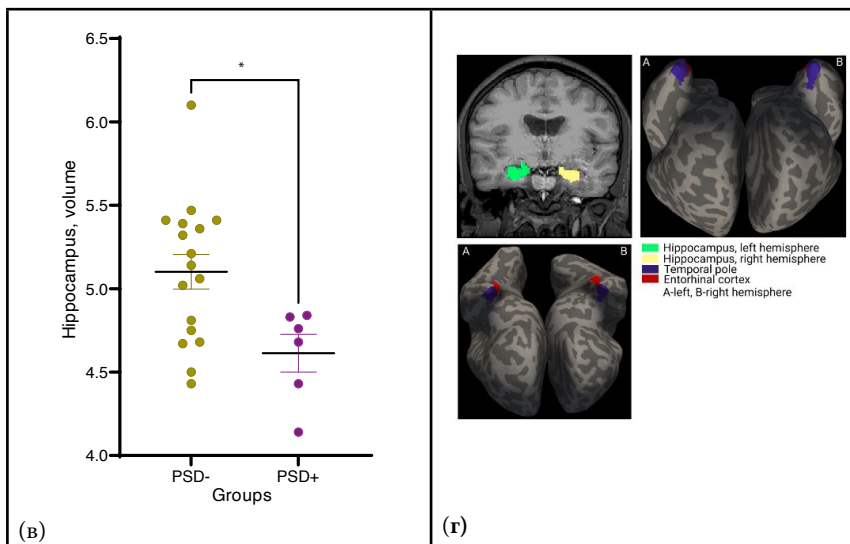 6.5
*
6.0
5.5
5.0
4.5
4.0
Hippocampus, volume
PSD-
PSD+
Groups
(в)
A
B
A
B
Hippocampus, left hemisphere
Hippocampus, right hemisphere
Temporal pole
Entorhinal cortex
A-left, B-right hemisphere
(г)